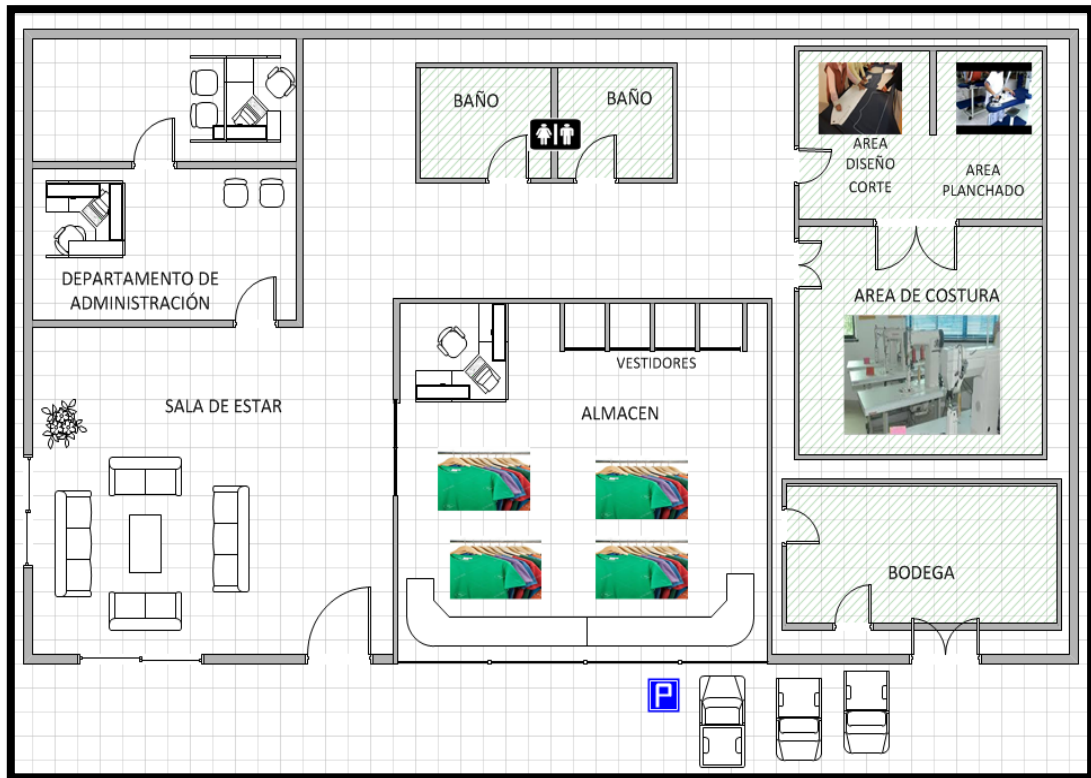 BAÑO
BAÑO
AREA
DISEÑO
CORTE
AREA
PLANCHADO
DEPARTAMENTO DE
ADMINISTRACIÓN
AREA DE COSTURA
VESTIDORES
SALA DE ESTAR
ALMACEN
BODEGA
P